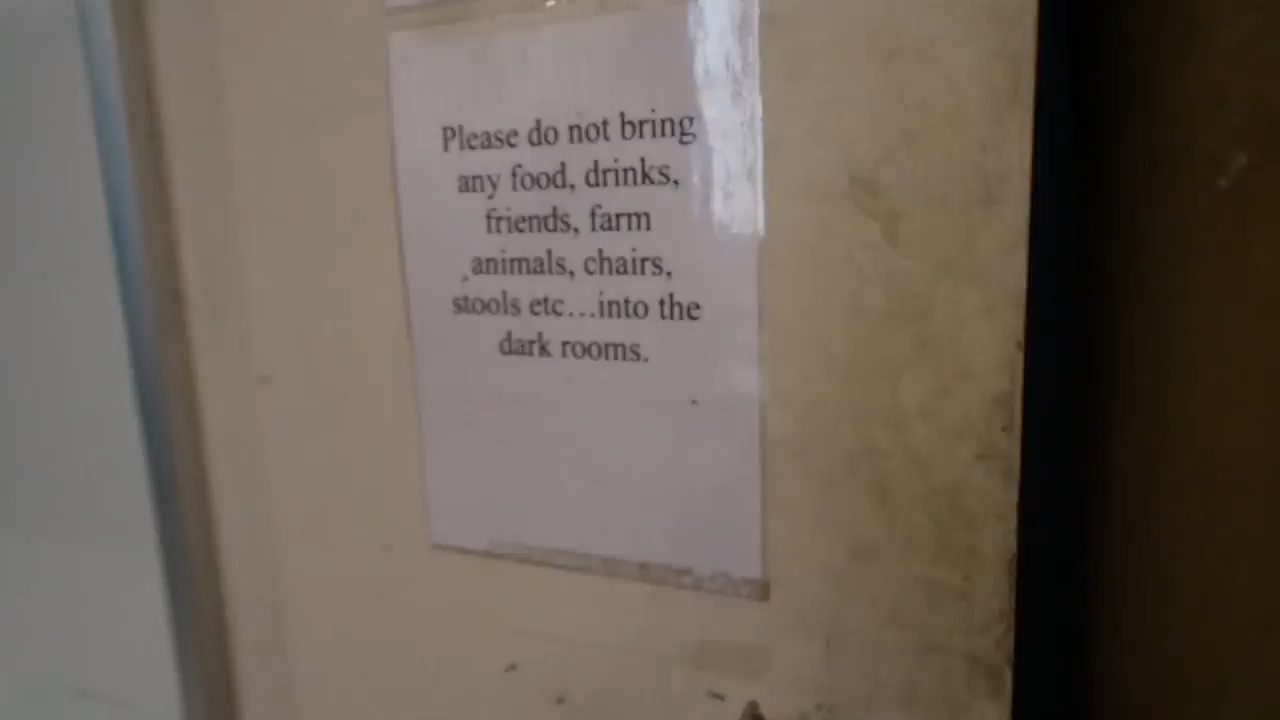 Please do not bring
any food, drinks,
friends, farm
animals, chairs,
stools etc...into the
dark rooms.